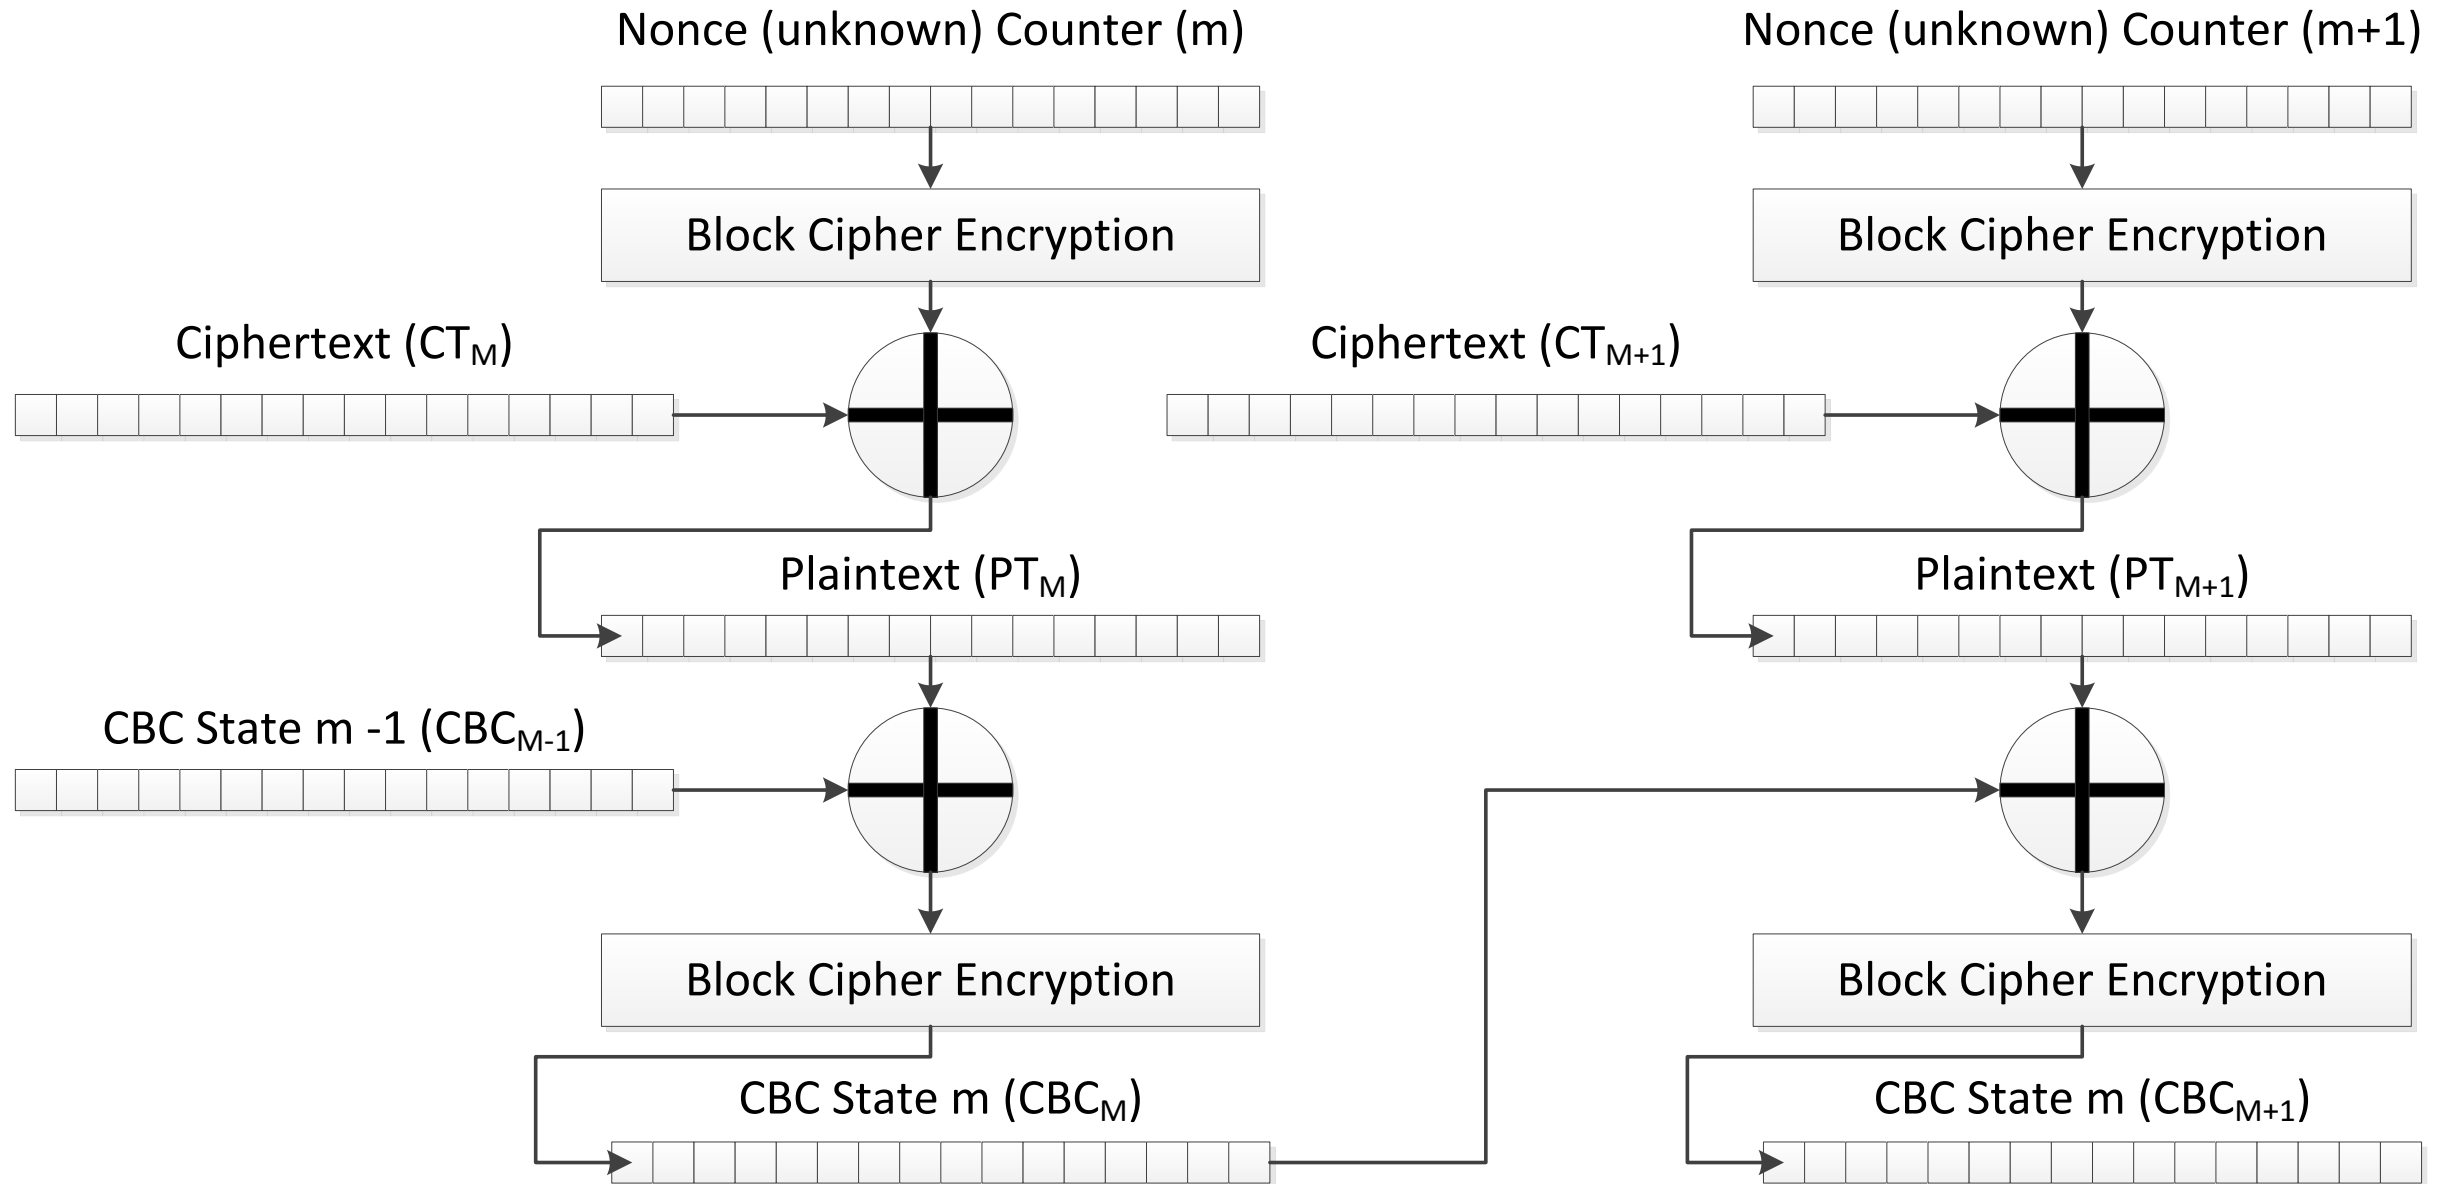 Nonce (unknown) Counter (m)
Nonce (unknown) Counter (m+1)
Block Cipher Encryption
Block Cipher Encryption
Ciphertext (CTM)
Ciphertext (CTM+1)
Plaintext (PTM)
Plaintext (PTM+1)
CBC State m -1 (CBCM-1)
Block Cipher Encryption
Block Cipher Encryption
CBC State m (CBCM)
CBC State m (CBCM+1)